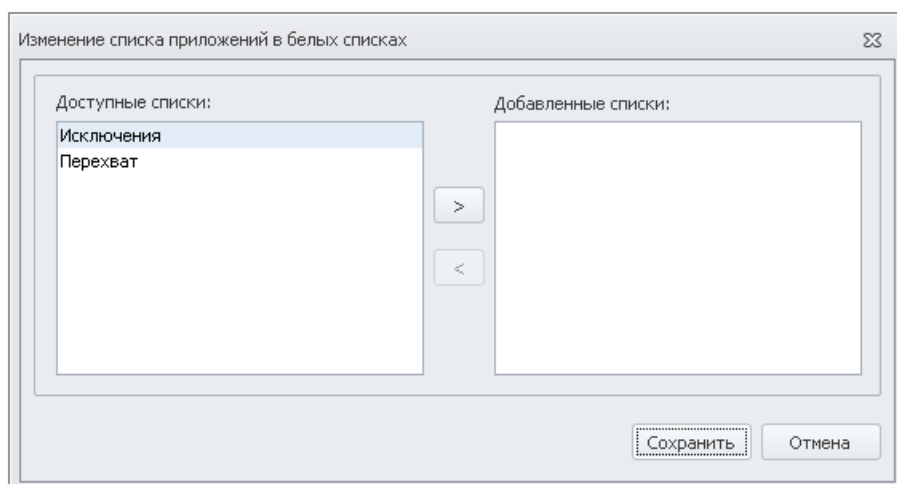 Изменение списка приложений в белых списках
Доступные списки:
Добавленные списки:
Исключения
Перехват
>
<
Сохранить
Отмена